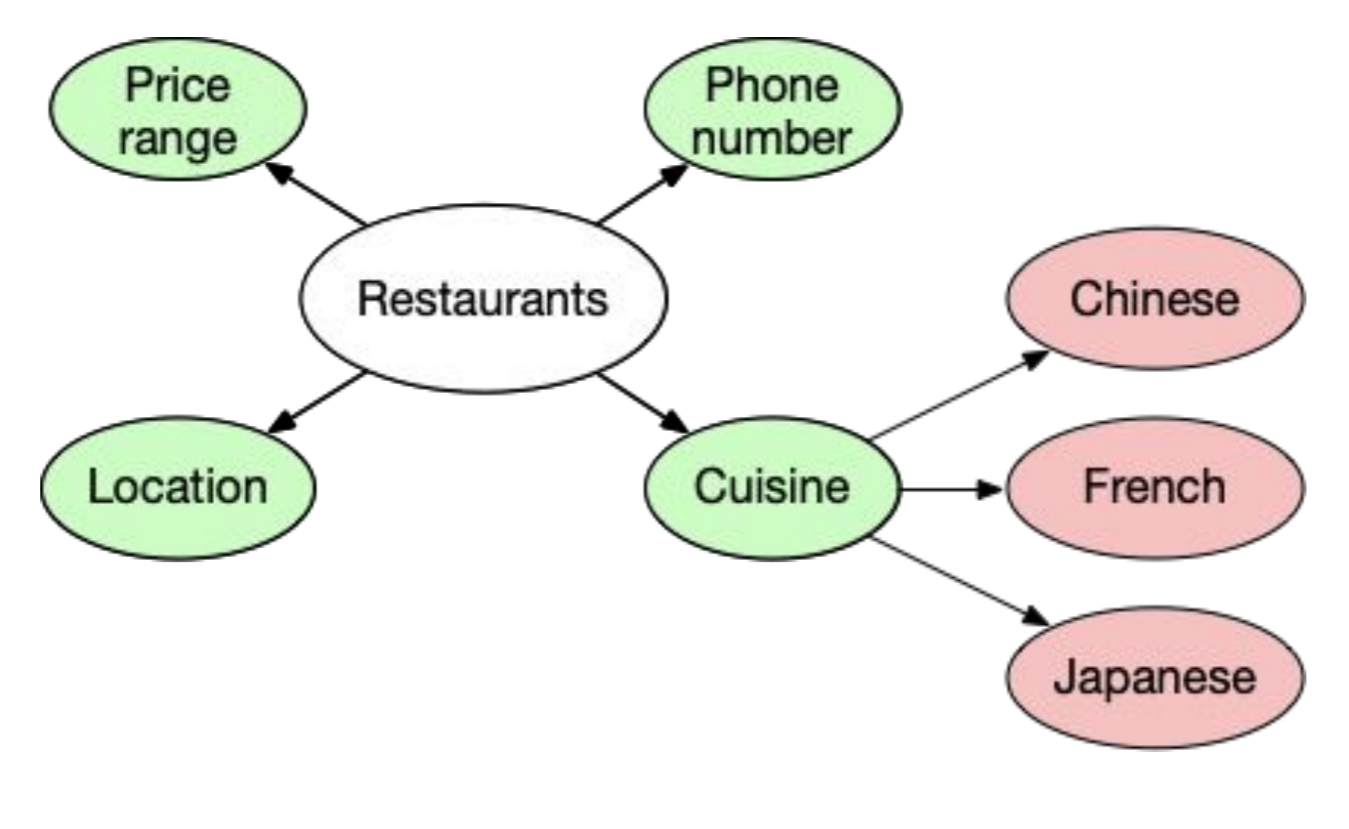 Price
range
Phone
number
Restaurants
Chinese
Location
Cuisine
French
Japanese